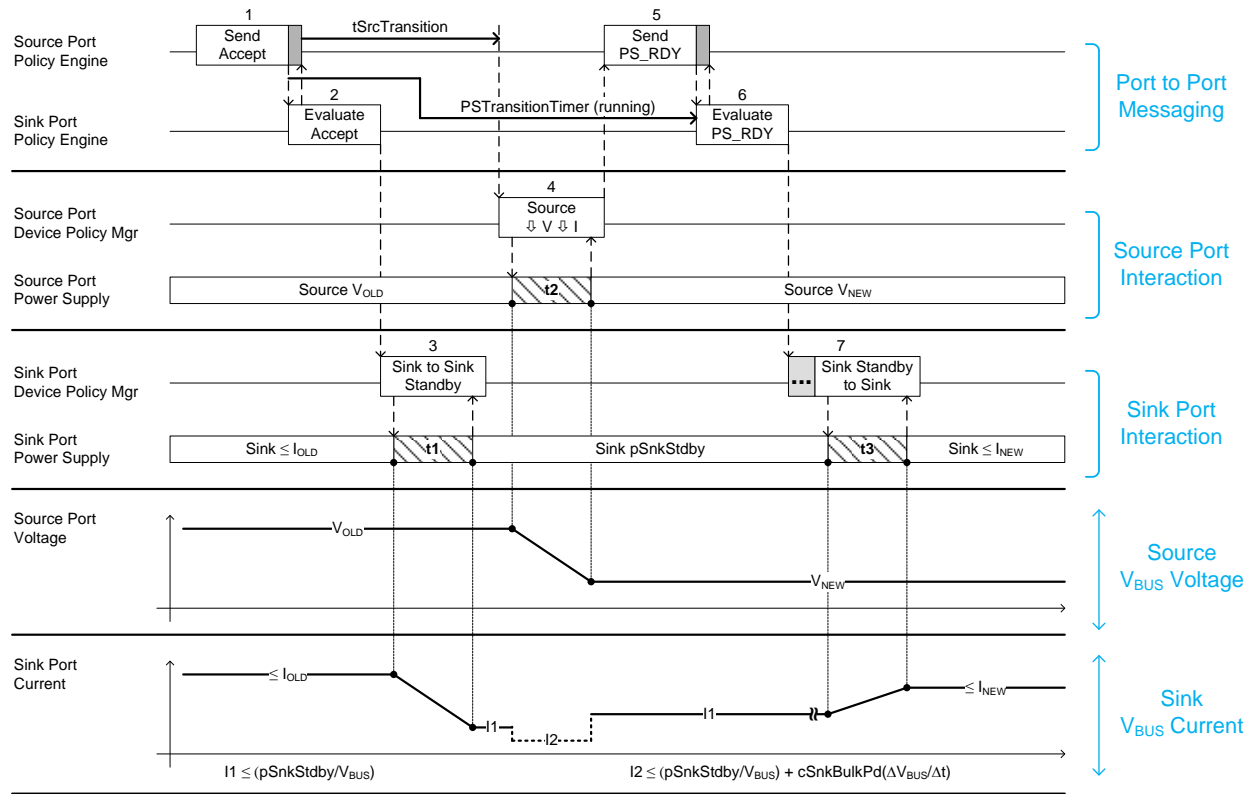 1
5
Source Port
Policy Engine
Send
Accept
tSrcTransition
Send
PS_RDY
2
PSTransitionTimer (running)
6
Sink Port
Policy Engine
Evaluate
Accept
Evaluate
PS_RDY
Port to Port
Messaging
4
Source Port
Device Policy Mgr
Source
⇩ V ⇩ I
Source Port
Power Supply
Source VOLD
t2
Source VNEW
Source Port
Interaction
3
7
Sink Port
Device Policy Mgr
Sink to Sink
Standby
...
Sink Standby
to Sink
Sink Port
Power Supply
Sink ≤ IOLD
t1
Sink pSnkStdby
t3
Sink ≤ INEW
Sink Port
Interaction
Source Port
Voltage
VOLD
VNEW
Source
VBUS Voltage
Sink Port
Current
≤ IOLD
I1
I2
I1
≤ INEW
Sink
VBUS Current
I1 ≤ (pSnkStdby/VBUS)
I2 ≤ (pSnkStdby/VBUS) + cSnkBulkPd(ΔVBUS/Δt)